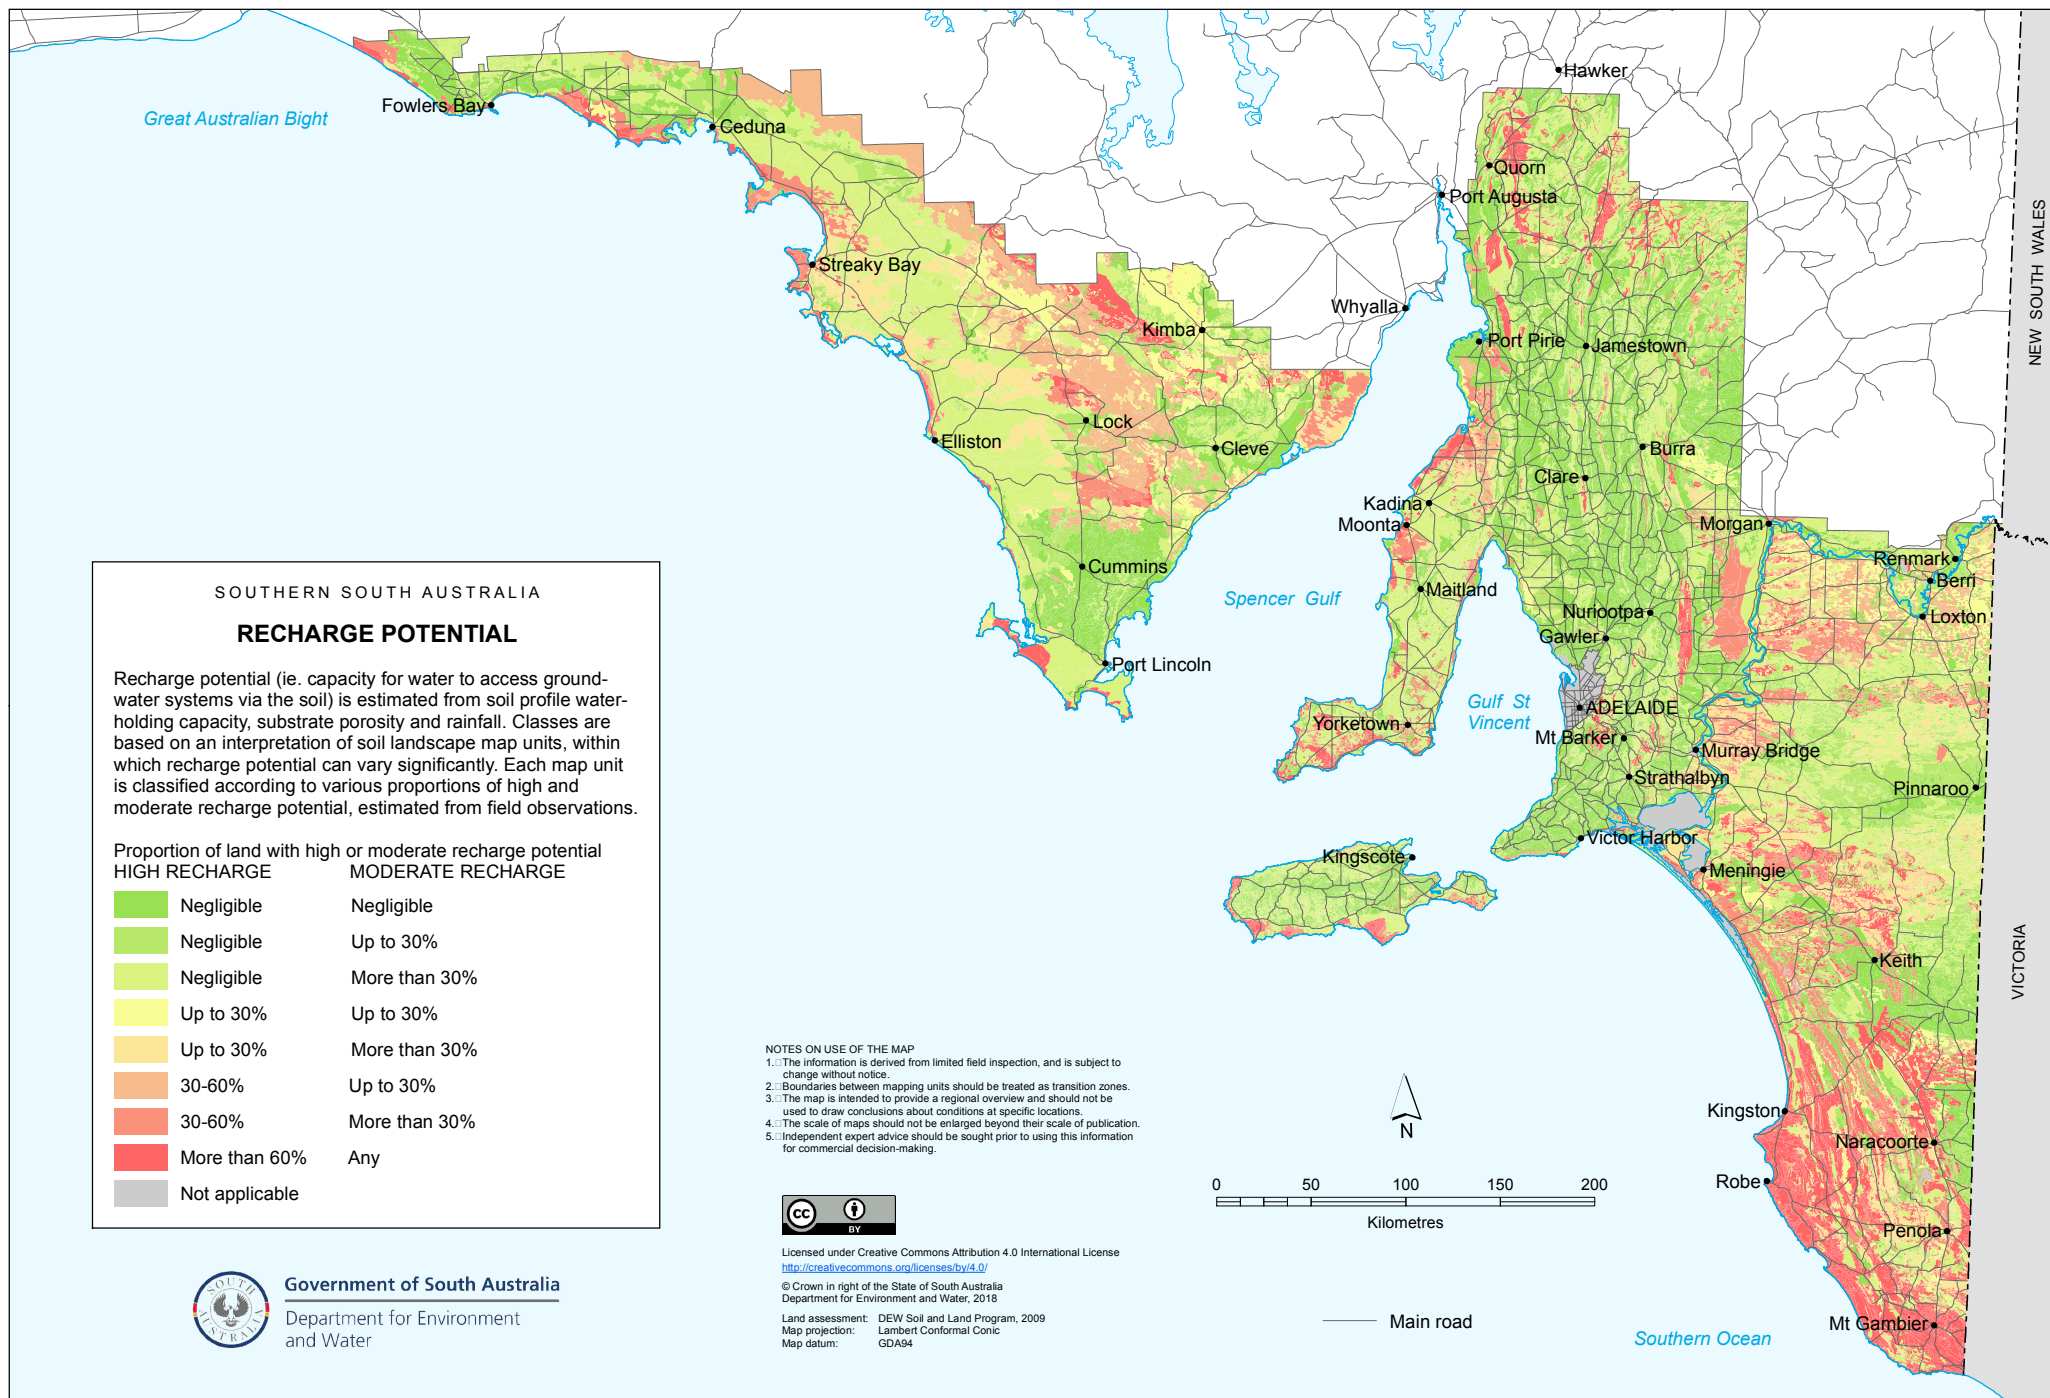 Hawker
Great Australian Bight
Fowlers Bay
Ceduna
Quorn
Port Augusta
NEW SOUTH WALES
Streaky Bay
Whyalla
Kimba
Port Pirie
Jamestown
Lock
Elliston
Cleve
Burra
Clare
Kadina
Moonta
Morgan
Renmark
Berri
Cummins
Maitland
Spencer Gulf
Nuriootpa
Loxton
Gawler
Port Lincoln
Gulf St
Vincent
ADELAIDE
Yorketown
Mt Barker
Murray Bridge
Strathalbyn
Pinnaroo
Victor Harbor
Kingscote
Meningie
Keith
VICTORIA
Kingston
Naracoorte
Robe
Penola
Mt Gambier
Southern Ocean
SOUTHERN SOUTH AUSTRALIA
RECHARGE POTENTIAL
Recharge potential (ie. capacity for water to access ground-
water systems via the soil) is estimated from soil profile water-
holding capacity, substrate porosity and rainfall. Classes are
based on an interpretation of soil landscape map units, within
which recharge potential can vary significantly. Each map unit
is classified according to various proportions of high and
moderate recharge potential, estimated from field observations.
Proportion of land with high or moderate recharge potential
HIGH RECHARGE MODERATE RECHARGE
Negligible Negligible
Negligible Up to 30%
Negligible More than 30%
Up to 30% Up to 30%
Up to 30% More than 30%
30-60% Up to 30%
30-60% More than 30%
More than 60% Any
Not applicable
SOUTH AUSTRALIA
Government of South Australia
Department for Environment
and Water
NOTES ON USE OF THE MAP
1. The information is derived from limited field inspection, and is subject to
change without notice.
2. Boundaries between mapping units should be treated as transition zones.
3. The map is intended to provide a regional overview and should not be
used to draw conclusions about conditions at specific locations.
4. The scale of maps should not be enlarged beyond their scale of publication.
5. Independent expert advice should be sought prior to using this information
for commercial decision-making.
cc
BY
Licensed under Creative Commons Attribution 4.0 International License
http://creativecommons.org/licenses/by/4.0/
© Crown in right of the State of South Australia
Department for Environment and Water, 2018
Land assessment: DEW Soil and Land Program, 2009
Map projection: Lambert Conformal Conic
Map datum: GDA94
N
0 50 100 150 200
Kilometres
Main road